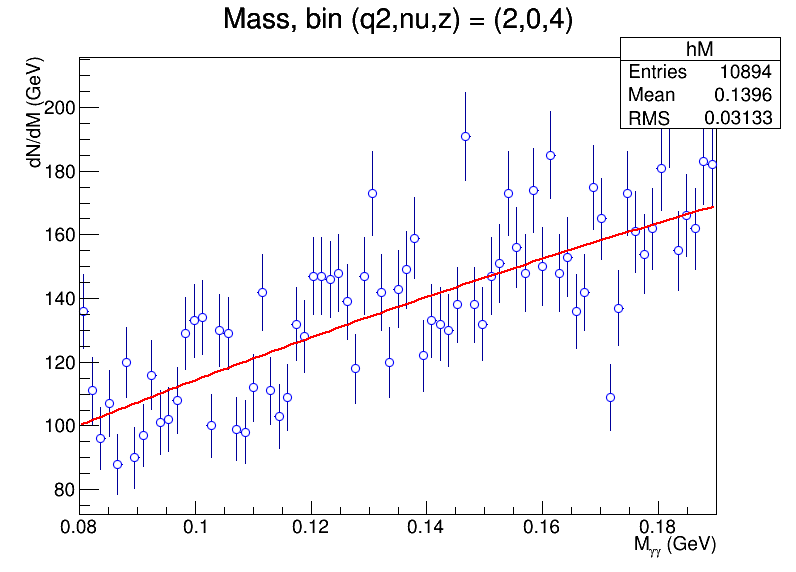 Mass, bin (q2,nu,z) = (2,0,4)
hM
Entries 10894
Mean 0.1396
RMS 0.03133
dN/dM (GeV)
200
180
160
140
120
100
80
0.08 0.1 0.12 0.14 0.16 0.18
Mγγ (GeV)